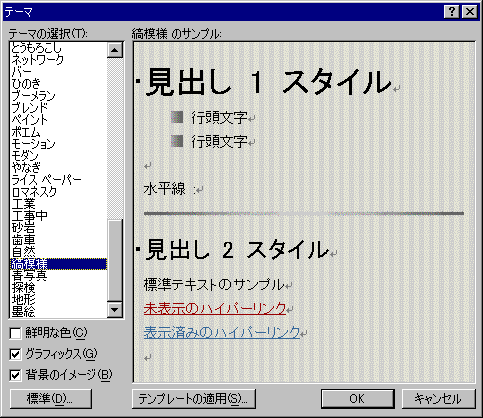 テーマ
テーマの選択(T):
とうもろこし
ネットワーク
バー
ひのき
ブーメラン
ブレンド
ペイント
ポエム
モーション
モダン
やなぎ
ライス ペーパー
ロマネスク
工業
工事中
砂岩
歯車
自然
縞模様
青写真
探検
地形
墨絵
鮮明な色(C)
グラフィックス(G)
背景のイメージ(B)
標準(D)...
縞模様 のサンプル:
見出し 1 スタイル
行頭文字
行頭文字
水平線 :
見出し 2 スタイル
標準テキストのサンプル
未表示のハイパーリンク
表示済みのハイパーリンク
テンプレートの適用(S)...
OK
キャンセル